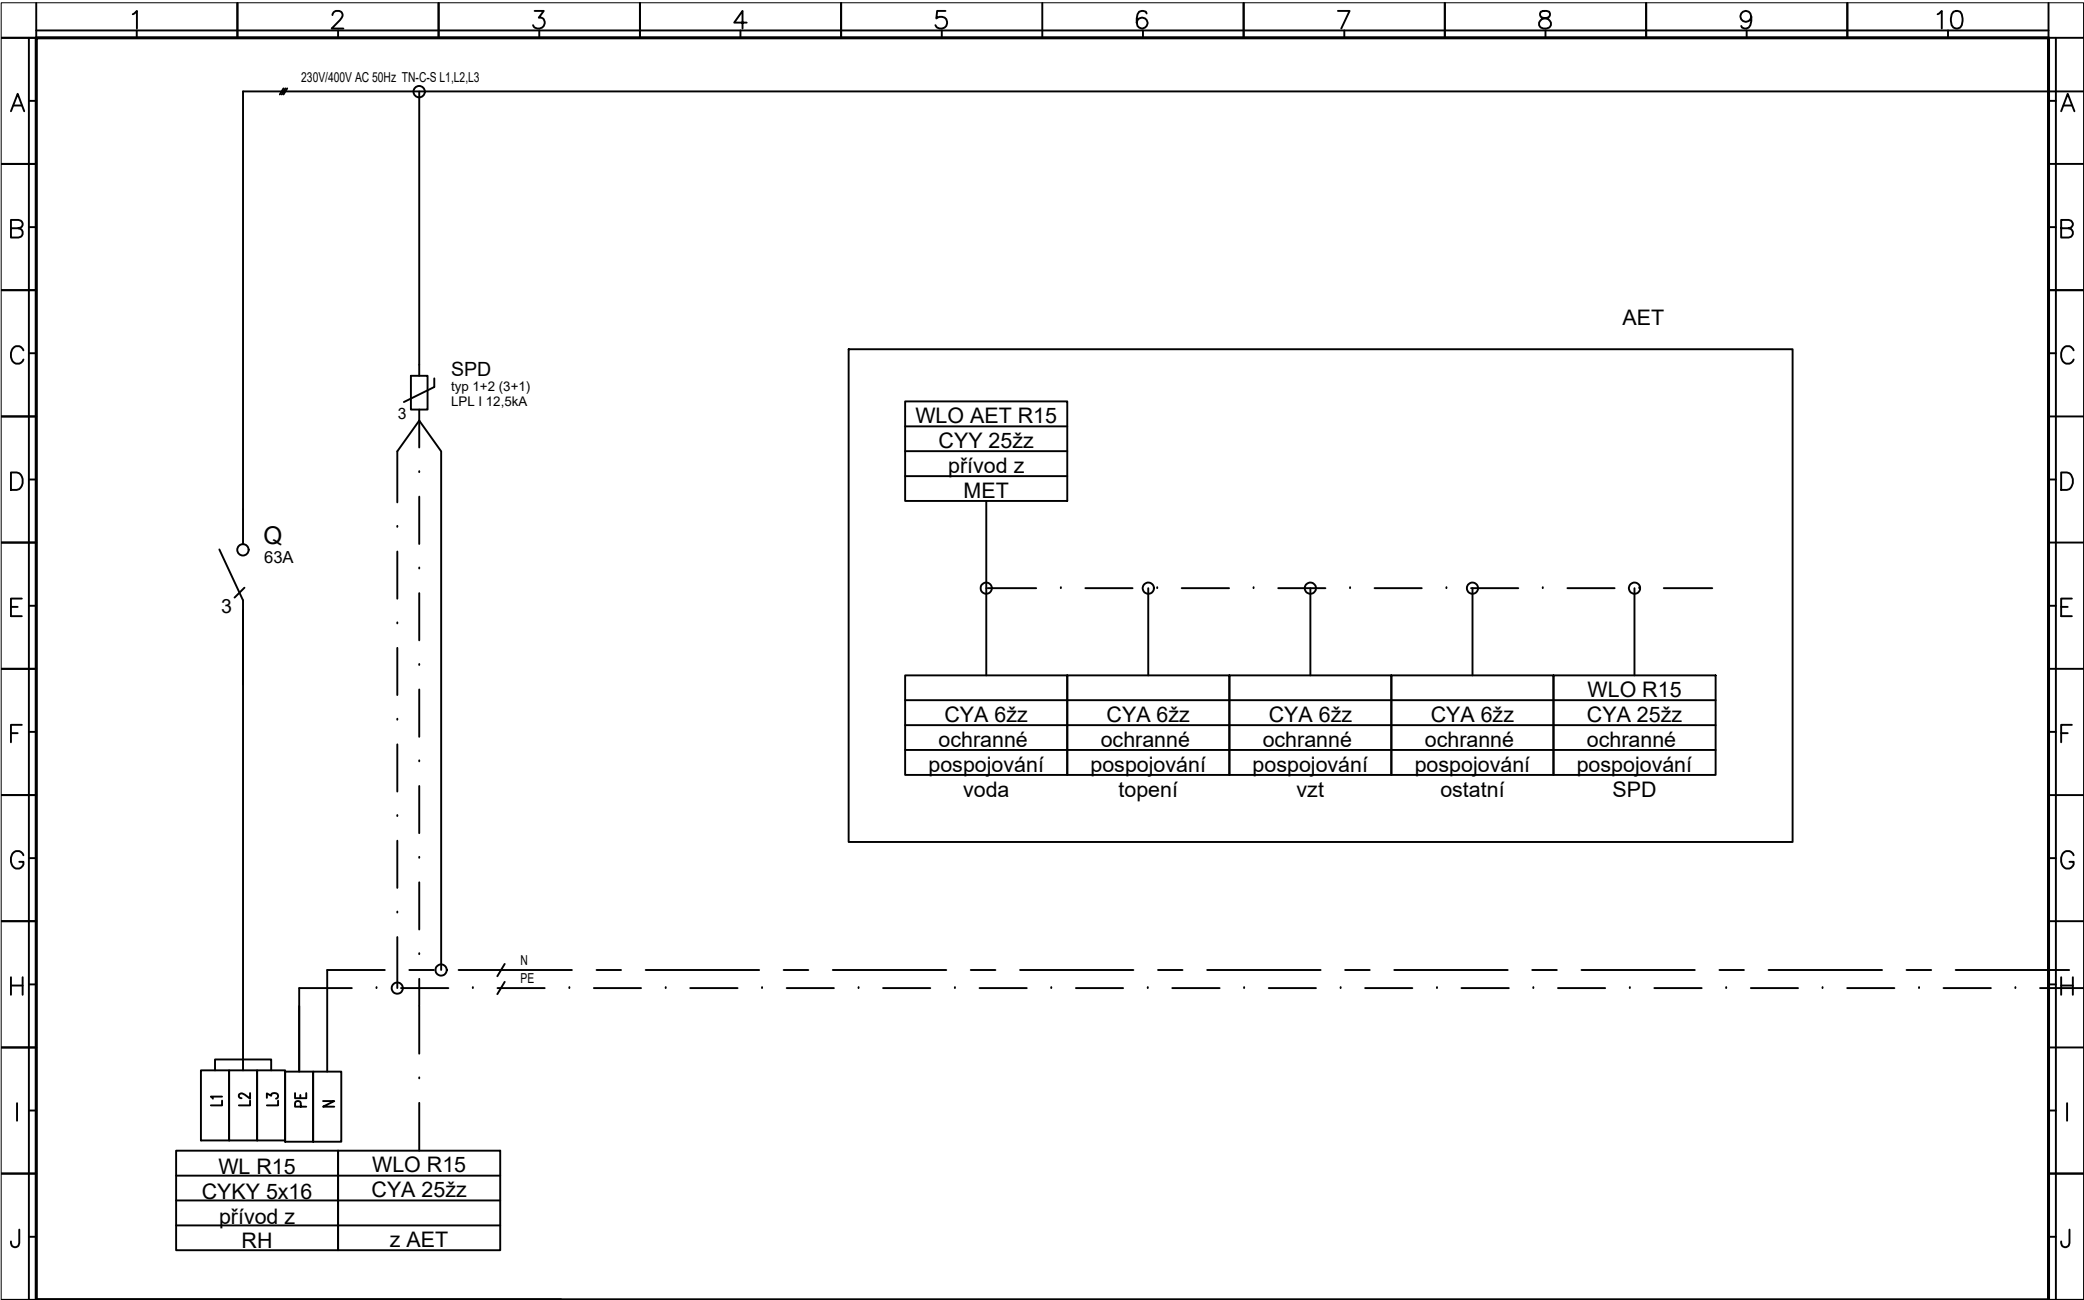 1 2 3 4 5 6 7 8 9 10
230V/400V AC 50Hz TN-C-S L1,L2,L3
A A
B B
AET
C C
SPD
typ 1+2 (3+1)
LPL I 12,5kA
3
WLO AET R15
CYY 25žz
přívod z
MET
D D
Q
63A
3
E E
WLO R15
CYA 6žz CYA 6žz CYA 6žz CYA 6žz CYA 25žz
F F
ochranné ochranné ochranné ochranné ochranné
pospojování pospojování pospojování pospojování pospojování
voda topení vzt ostatní SPD
G G
N
PE
H H
L1 L2 L3 PE N
I I
WL R15 WLO R15
CYKY 5x16 CYA 25žz
přívod z
RH z AET
J J